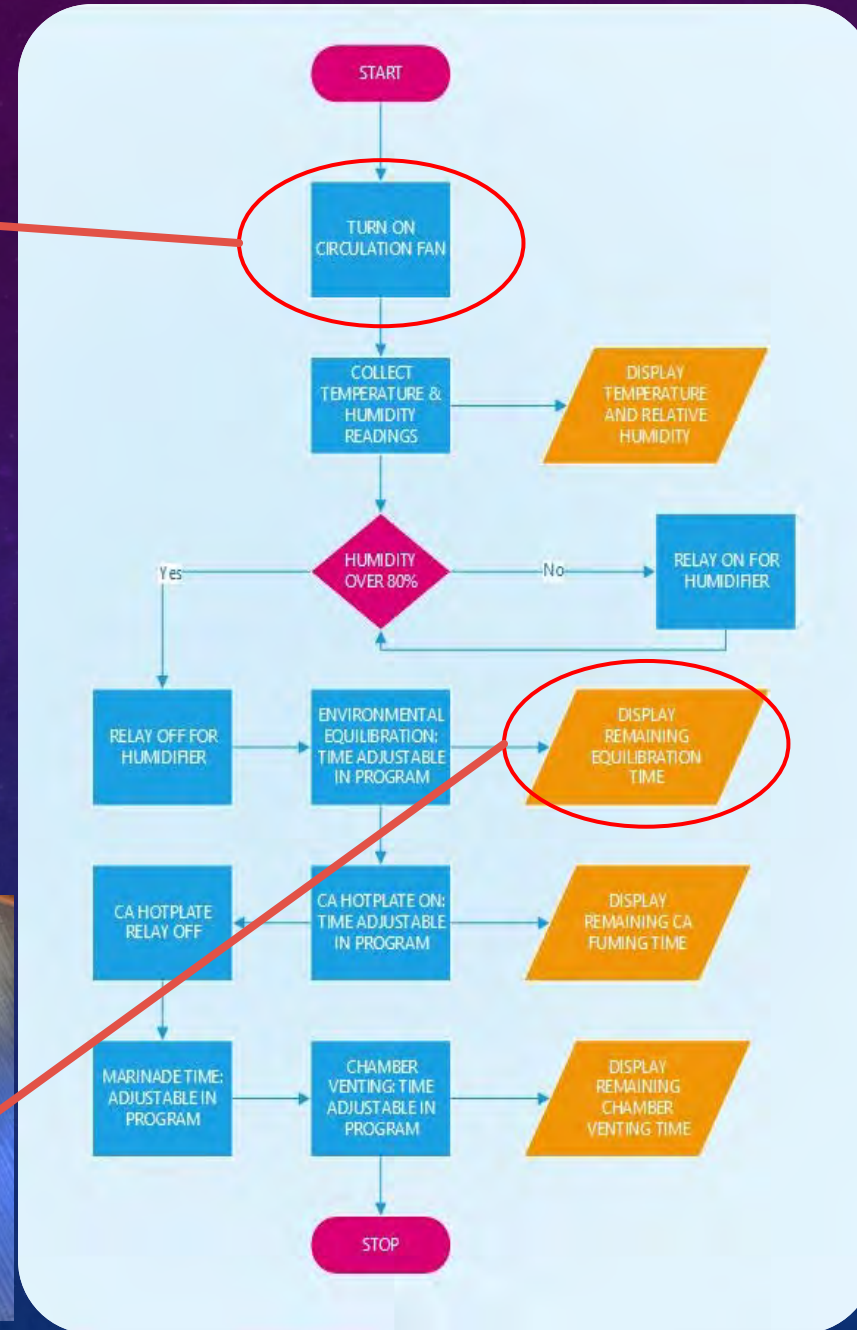 START
TURN ON
CIRCULATION FAN
COLLECT
TEMPERATURE &
HUMIDITY
READINGS
DISPLAY
TEMPERATURE
AND RELATIVE
HUMIDITY
HUMIDITY
OVER 80%
Yes
No
RELAY ON FOR
HUMIDIFIER
RELAY OFF FOR
HUMIDIFIER
ENVIRONMENTAL
EQUILIBRATION:
TIME ADJUSTABLE
IN PROGRAM
DISPLAY
REMAINING
EQUILIBRATION
TIME
CA HOTPLATE
RELAY OFF
CA HOTPLATE ON:
TIME ADJUSTABLE
IN PROGRAM
DISPLAY
REMAINING CA
FUMING TIME
MARINADE TIME:
ADJUSTABLE IN
PROGRAM
CHAMBER
VENTING: TIME
ADJUSTABLE IN
PROGRAM
DISPLAY
REMAINING
CHAMBER
VENTING TIME
STOP